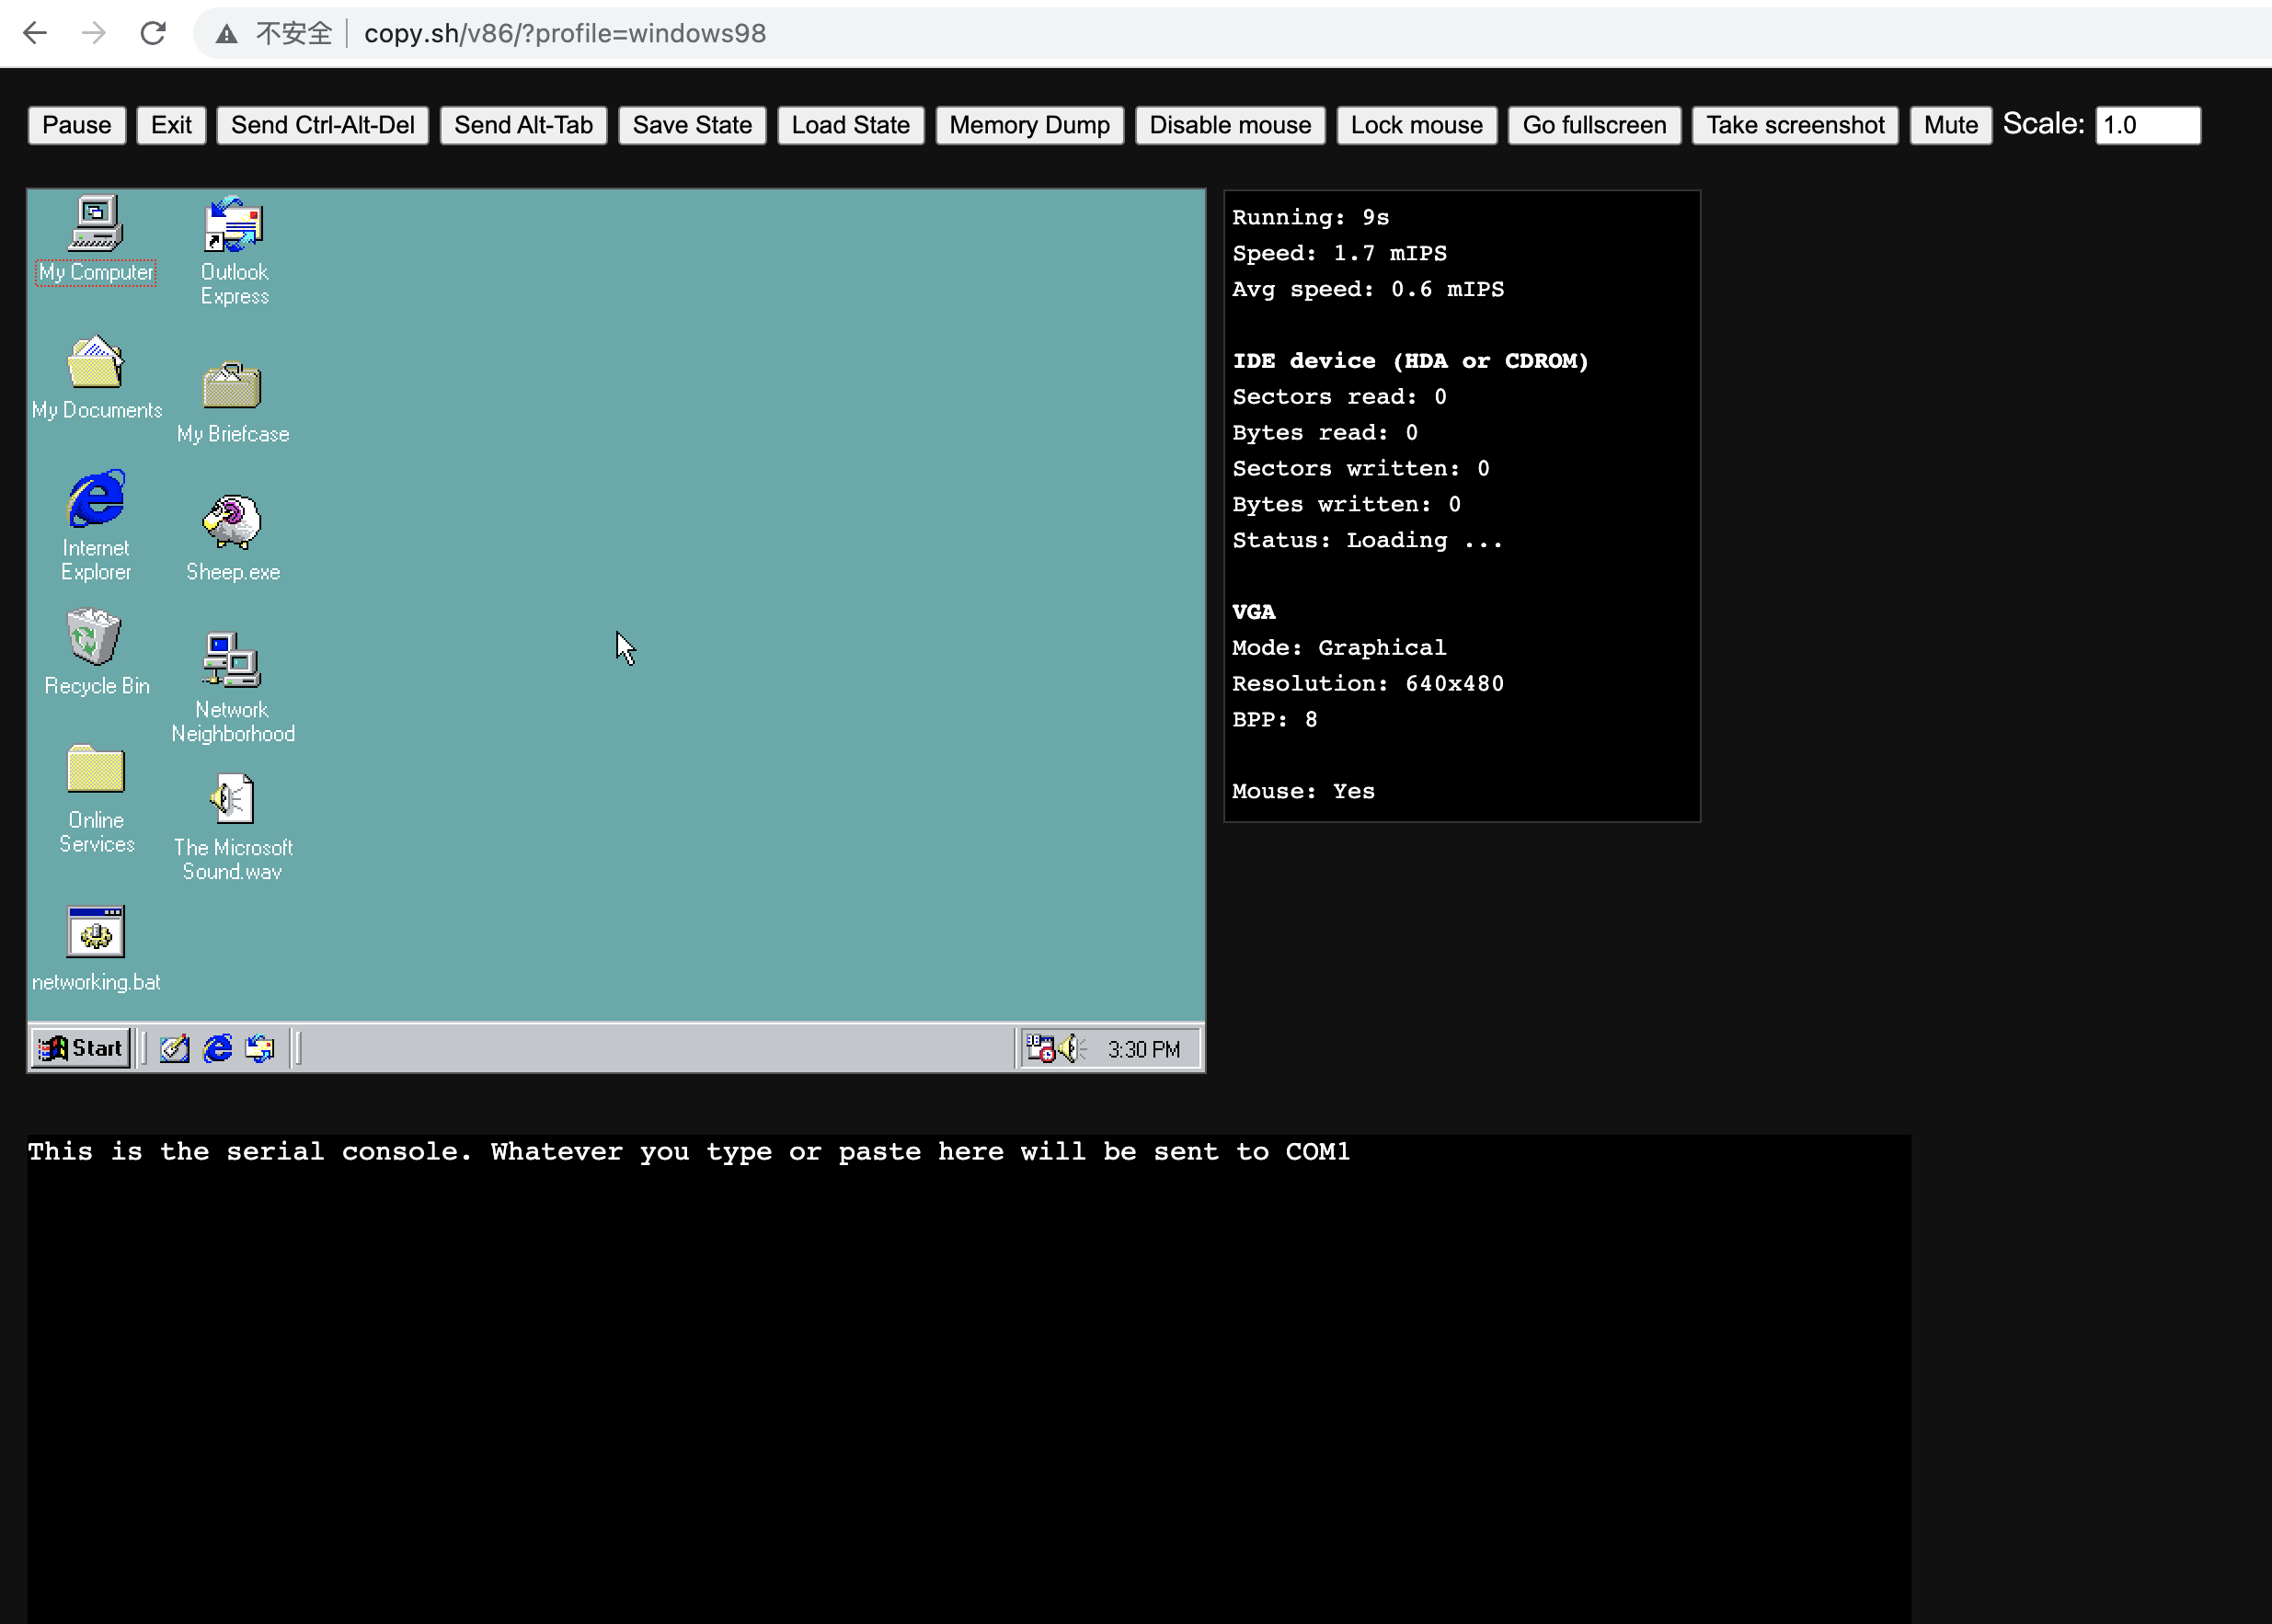 不安全 copy.sh/v86/?profile=windows98
Pause Exit Send Ctrl-Alt-Del Send Alt-Tab Save State Load State Memory Dump Disable mouse Lock mouse Go fullscreen Take screenshot Mute Scale: 1.0
My Computer
Outlook
Express
My Documents
My Briefcase
Internet
Explorer
Sheep.exe
Recycle Bin
Network
Neighborhood
Online
Services
The Microsoft
Sound.wav
networking.bat
Start
3:30 PM
Running: 9s
Speed: 1.7 mIPS
Avg speed: 0.6 mIPS
IDE device (HDA or CDROM)
Sectors read: 0
Bytes read: 0
Sectors written: 0
Bytes written: 0
Status: Loading ...
VGA
Mode: Graphical
Resolution: 640x480
BPP: 8
Mouse: Yes
This is the serial console. Whatever you type or paste here will be sent to COM1